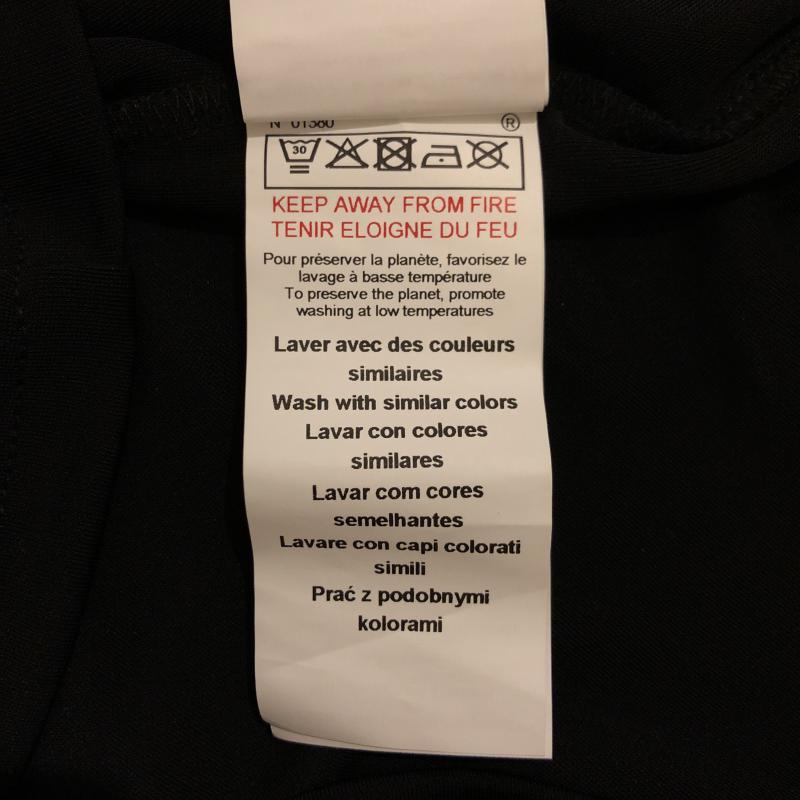 N° 01380
®
30
KEEP AWAY FROM FIRE
TENIR ELOIGNE DU FEU
Pour préserver la planète, favorisez le
lavage à basse température
To preserve the planet, promote
washing at low temperatures
Laver avec des couleurs
similaires
Wash with similar colors
Lavar con colores
similares
Lavar com cores
semelhantes
Lavare con capi colorati
simili
Prać z podobnymi
kolorami